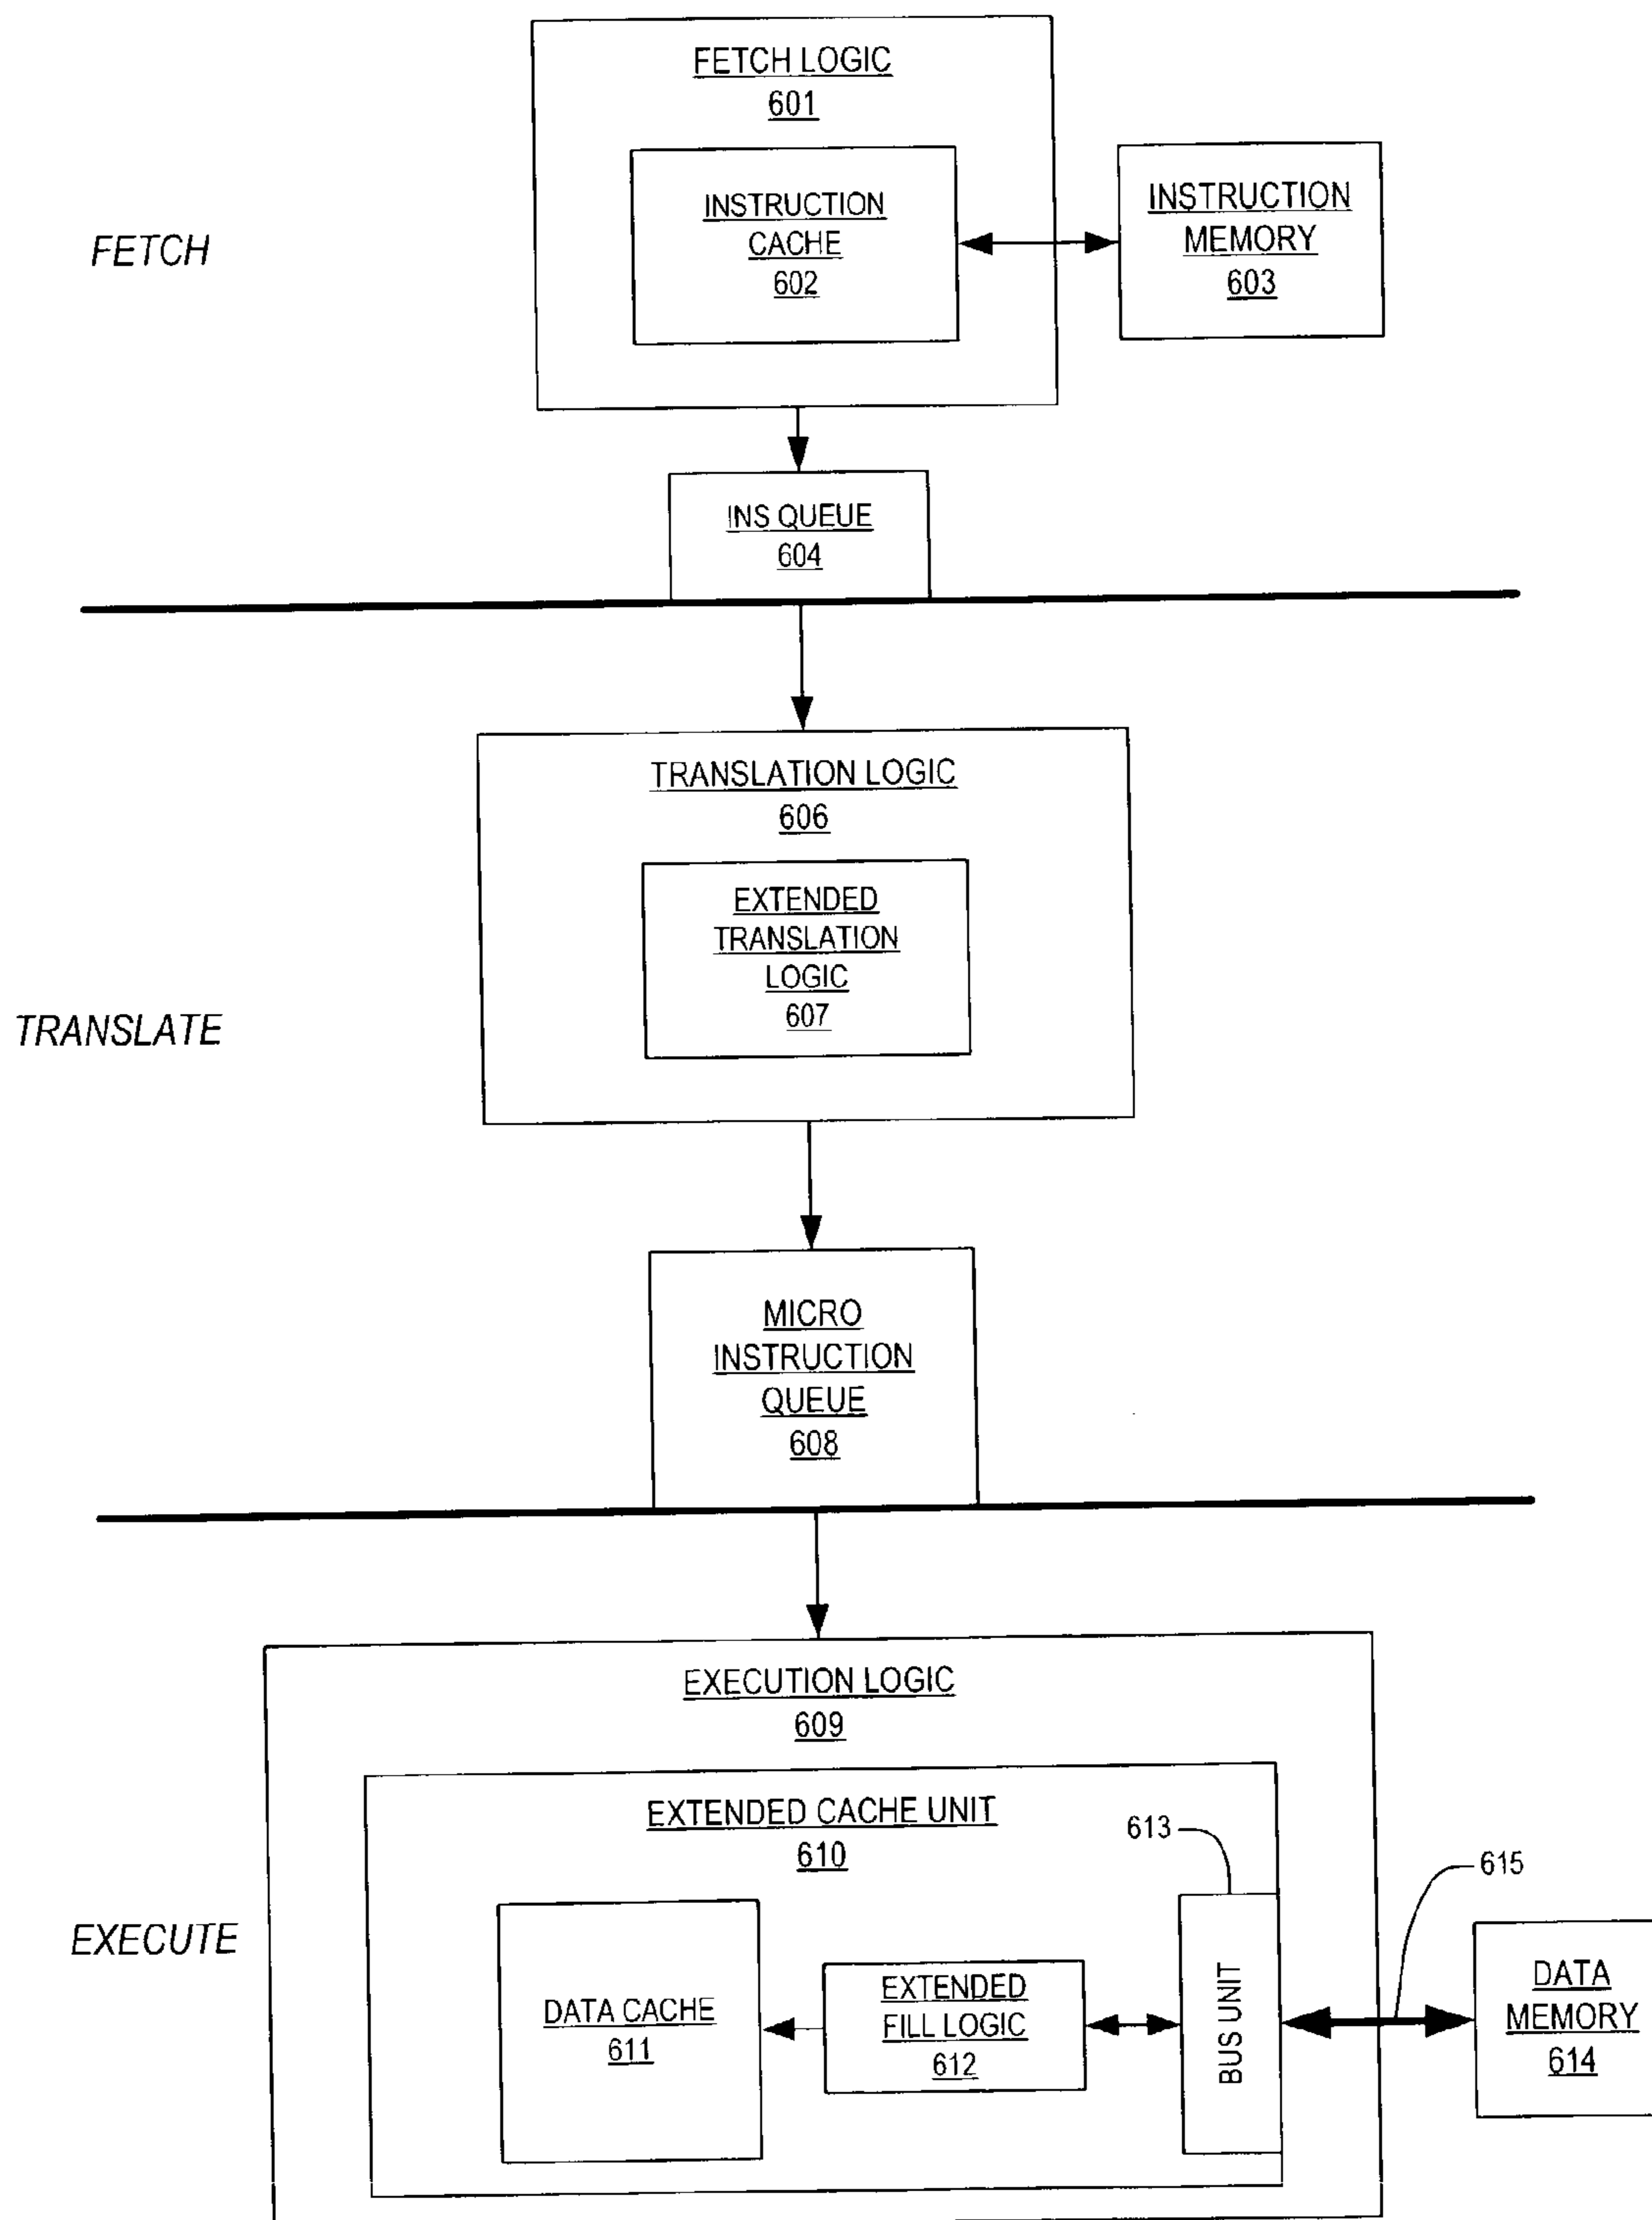 FETCH LOGIC
601
INSTRUCTION
CACHE
602
INSTRUCTION
MEMORY
603
FETCH
INS QUEUE
604
TRANSLATION LOGIC
606
EXTENDED
TRANSLATION
LOGIC
607
TRANSLATE
MICRO
INSTRUCTION
QUEUE
608
EXECUTION LOGIC
609
EXTENDED CACHE UNIT
610
613
615
EXECUTE
DATA CACHE
611
EXTENDED
FILL LOGIC
612
BUS UNIT
DATA
MEMORY
614